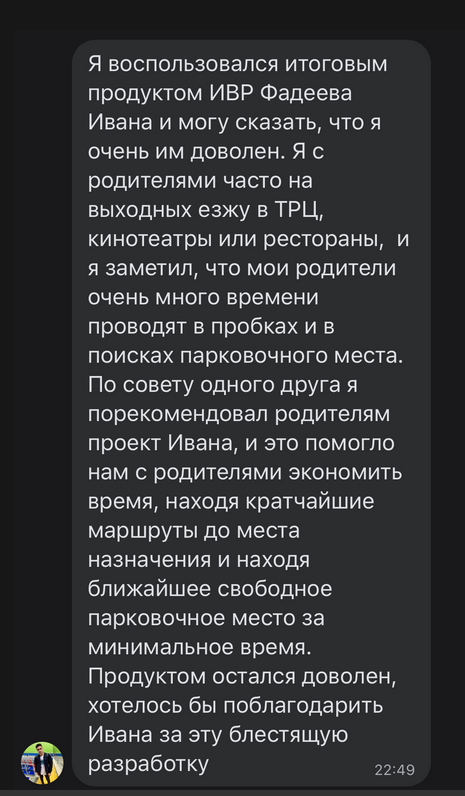 Я воспользовался итоговым
продуктом ИВР Фадеева
Ивана и могу сказать, что я
очень им доволен. Я с
родителями часто на
выходных езжу в ТРЦ,
кинотеатры или рестораны,  и
я заметил, что мои родители
очень много времени
проводят в пробках и в
поисках парковочного места.
По совету одного друга я
порекомендовал родителям
проект Ивана, и это помогло
нам с родителями экономить
время, находя кратчайшие
маршруты до места
назначения и находя
ближайшее свободное
парковочное место за
минимальное время.
Продуктом остался доволен,
хотелось бы поблагодарить
Ивана за эту блестящую
разработку
22:49